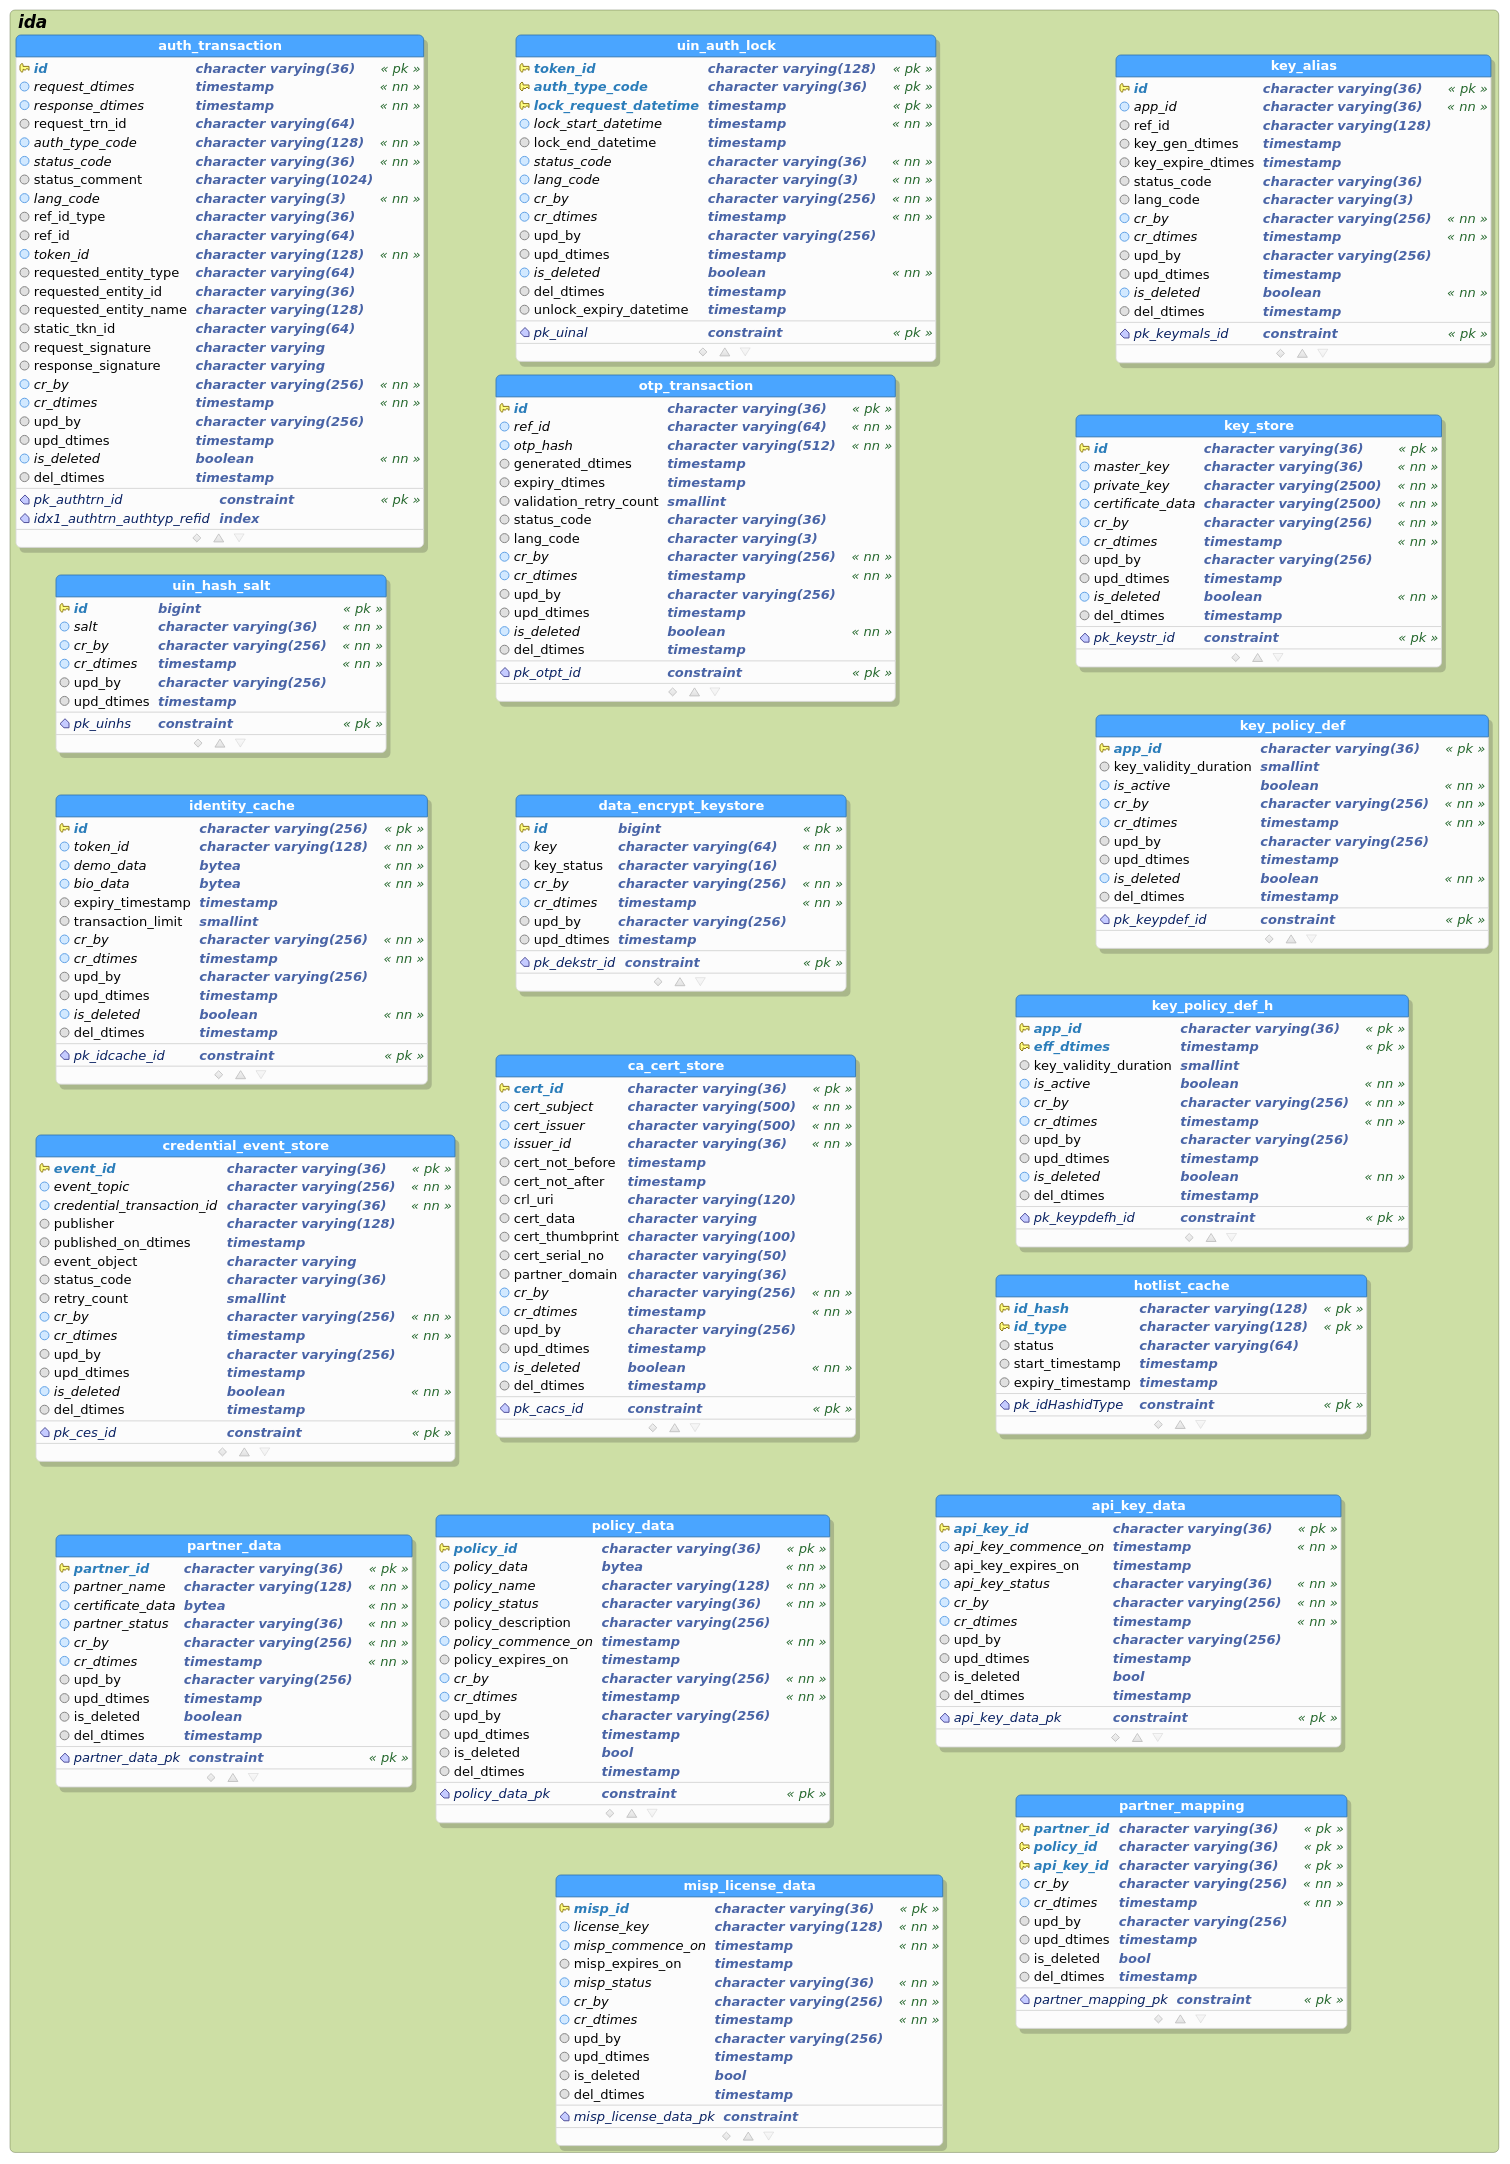 ida
auth_transaction
id character varying(36) « pk »
request_dtimes timestamp « nn »
response_dtimes timestamp « nn »
request_trn_id character varying(64)
auth_type_code character varying(128) « nn »
status_code character varying(36) « nn »
status_comment character varying(1024)
lang_code character varying(3) « nn »
ref_id_type character varying(36)
ref_id character varying(64)
token_id character varying(128) « nn »
requested_entity_type character varying(64)
requested_entity_id character varying(36)
requested_entity_name character varying(128)
static_tkn_id character varying(64)
request_signature character varying
response_signature character varying
cr_by character varying(256) « nn »
cr_dtimes timestamp « nn »
upd_by character varying(256)
upd_dtimes timestamp
is_deleted boolean « nn »
del_dtimes timestamp
pk_authtrn_id constraint « pk »
idx1_authtrn_authtyp_refid index
uin_auth_lock
token_id character varying(128) « pk »
auth_type_code character varying(36) « pk »
lock_request_datetime timestamp « pk »
lock_start_datetime timestamp « nn »
lock_end_datetime timestamp
status_code character varying(36) « nn »
lang_code character varying(3) « nn »
cr_by character varying(256) « nn »
cr_dtimes timestamp « nn »
upd_by character varying(256)
upd_dtimes timestamp
is_deleted boolean « nn »
del_dtimes timestamp
unlock_expiry_datetime timestamp
pk_uinal constraint « pk »
key_alias
id character varying(36) « pk »
app_id character varying(36) « nn »
ref_id character varying(128)
key_gen_dtimes timestamp
key_expire_dtimes timestamp
status_code character varying(36)
lang_code character varying(3)
cr_by character varying(256) « nn »
cr_dtimes timestamp « nn »
upd_by character varying(256)
upd_dtimes timestamp
is_deleted boolean « nn »
del_dtimes timestamp
pk_keymals_id constraint « pk »
otp_transaction
id character varying(36) « pk »
ref_id character varying(64) « nn »
otp_hash character varying(512) « nn »
generated_dtimes timestamp
expiry_dtimes timestamp
validation_retry_count smallint
status_code character varying(36)
lang_code character varying(3)
cr_by character varying(256) « nn »
cr_dtimes timestamp « nn »
upd_by character varying(256)
upd_dtimes timestamp
is_deleted boolean « nn »
del_dtimes timestamp
pk_otpt_id constraint « pk »
key_store
id character varying(36) « pk »
master_key character varying(36) « nn »
private_key character varying(2500) « nn »
certificate_data character varying(2500) « nn »
cr_by character varying(256) « nn »
cr_dtimes timestamp « nn »
upd_by character varying(256)
upd_dtimes timestamp
is_deleted boolean « nn »
del_dtimes timestamp
pk_keystr_id constraint « pk »
uin_hash_salt
id bigint « pk »
salt character varying(36) « nn »
cr_by character varying(256) « nn »
cr_dtimes timestamp « nn »
upd_by character varying(256)
upd_dtimes timestamp
pk_uinhs constraint « pk »
key_policy_def
app_id character varying(36) « pk »
key_validity_duration smallint
is_active boolean « nn »
cr_by character varying(256) « nn »
cr_dtimes timestamp « nn »
upd_by character varying(256)
upd_dtimes timestamp
is_deleted boolean « nn »
del_dtimes timestamp
pk_keypdef_id constraint « pk »
identity_cache
id character varying(256) « pk »
token_id character varying(128) « nn »
demo_data bytea « nn »
bio_data bytea « nn »
expiry_timestamp timestamp
transaction_limit smallint
cr_by character varying(256) « nn »
cr_dtimes timestamp « nn »
upd_by character varying(256)
upd_dtimes timestamp
is_deleted boolean « nn »
del_dtimes timestamp
pk_idcache_id constraint « pk »
data_encrypt_keystore
id bigint « pk »
key character varying(64) « nn »
key_status character varying(16)
cr_by character varying(256) « nn »
cr_dtimes timestamp « nn »
upd_by character varying(256)
upd_dtimes timestamp
pk_dekstr_id constraint « pk »
key_policy_def_h
app_id character varying(36) « pk »
eff_dtimes timestamp « pk »
key_validity_duration smallint
is_active boolean « nn »
cr_by character varying(256) « nn »
cr_dtimes timestamp « nn »
upd_by character varying(256)
upd_dtimes timestamp
is_deleted boolean « nn »
del_dtimes timestamp
pk_keypdefh_id constraint « pk »
ca_cert_store
cert_id character varying(36) « pk »
cert_subject character varying(500) « nn »
cert_issuer character varying(500) « nn »
issuer_id character varying(36) « nn »
cert_not_before timestamp
cert_not_after timestamp
crl_uri character varying(120)
cert_data character varying
cert_thumbprint character varying(100)
cert_serial_no character varying(50)
partner_domain character varying(36)
cr_by character varying(256) « nn »
cr_dtimes timestamp « nn »
upd_by character varying(256)
upd_dtimes timestamp
is_deleted boolean « nn »
del_dtimes timestamp
pk_cacs_id constraint « pk »
credential_event_store
event_id character varying(36) « pk »
event_topic character varying(256) « nn »
credential_transaction_id character varying(36) « nn »
publisher character varying(128)
published_on_dtimes timestamp
event_object character varying
status_code character varying(36)
retry_count smallint
cr_by character varying(256) « nn »
cr_dtimes timestamp « nn »
upd_by character varying(256)
upd_dtimes timestamp
is_deleted boolean « nn »
del_dtimes timestamp
pk_ces_id constraint « pk »
hotlist_cache
id_hash character varying(128) « pk »
id_type character varying(128) « pk »
status character varying(64)
start_timestamp timestamp
expiry_timestamp timestamp
pk_idHashidType constraint « pk »
partner_data
partner_id character varying(36) « pk »
partner_name character varying(128) « nn »
certificate_data bytea « nn »
partner_status character varying(36) « nn »
cr_by character varying(256) « nn »
cr_dtimes timestamp « nn »
upd_by character varying(256)
upd_dtimes timestamp
is_deleted boolean
del_dtimes timestamp
partner_data_pk constraint « pk »
policy_data
policy_id character varying(36) « pk »
policy_data bytea « nn »
policy_name character varying(128) « nn »
policy_status character varying(36) « nn »
policy_description character varying(256)
policy_commence_on timestamp « nn »
policy_expires_on timestamp
cr_by character varying(256) « nn »
cr_dtimes timestamp « nn »
upd_by character varying(256)
upd_dtimes timestamp
is_deleted bool
del_dtimes timestamp
policy_data_pk constraint « pk »
api_key_data
api_key_id character varying(36) « pk »
api_key_commence_on timestamp « nn »
api_key_expires_on timestamp
api_key_status character varying(36) « nn »
cr_by character varying(256) « nn »
cr_dtimes timestamp « nn »
upd_by character varying(256)
upd_dtimes timestamp
is_deleted bool
del_dtimes timestamp
api_key_data_pk constraint « pk »
partner_mapping
partner_id character varying(36) « pk »
policy_id character varying(36) « pk »
api_key_id character varying(36) « pk »
cr_by character varying(256) « nn »
cr_dtimes timestamp « nn »
upd_by character varying(256)
upd_dtimes timestamp
is_deleted bool
del_dtimes timestamp
partner_mapping_pk constraint « pk »
misp_license_data
misp_id character varying(36) « pk »
license_key character varying(128) « nn »
misp_commence_on timestamp « nn »
misp_expires_on timestamp
misp_status character varying(36) « nn »
cr_by character varying(256) « nn »
cr_dtimes timestamp « nn »
upd_by character varying(256)
upd_dtimes timestamp
is_deleted bool
del_dtimes timestamp
misp_license_data_pk constraint